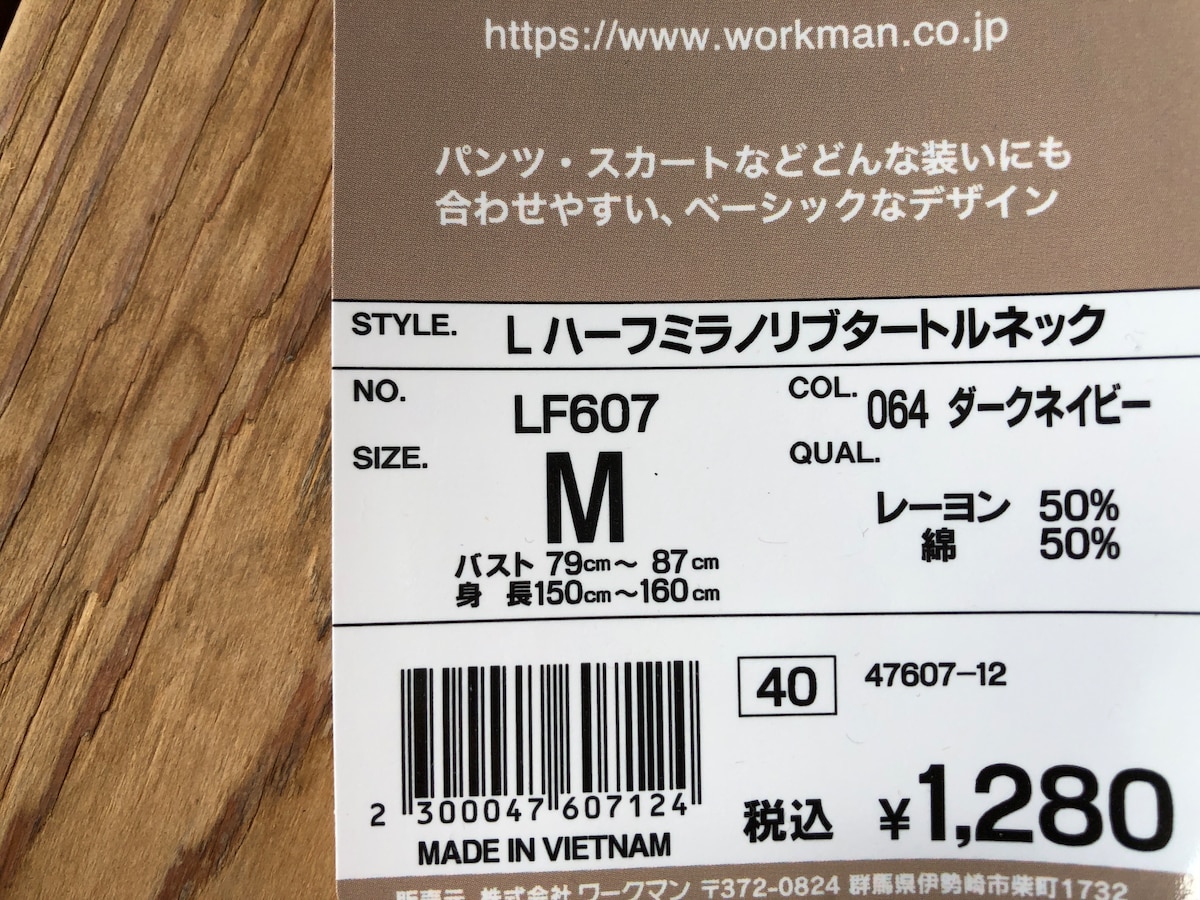 https://www.workman.co.jp
パンツ・スカートなどどんな装いにも
合わせやすい、ベーシックなデザイン
STYLE. L ハーフミラノリブタートルネック
NO. LF607 COL. 064 ダークネイビー
SIZE. M QUAL.
レーヨン 50%
綿 50%
バスト 79cm〜 87cm
身 長150cm〜160cm
40 47607-12
2 300047 607124
税込 ¥1,280
MADE IN VIETNAM
販売元 株式会社 ワークマン 〒372-0824 群馬県伊勢崎市柴町1732